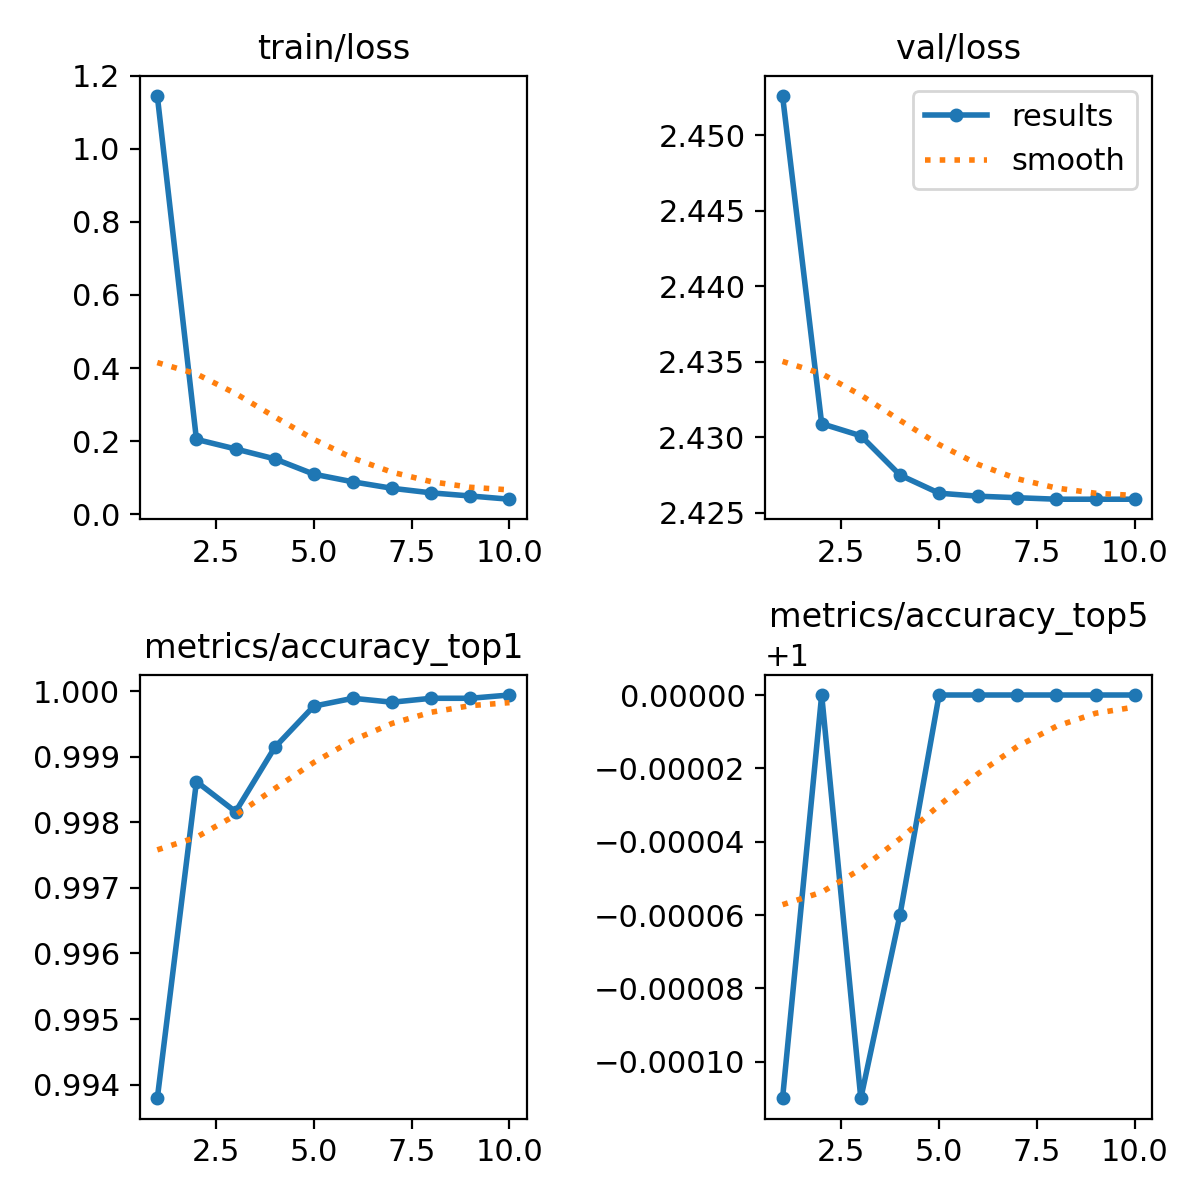 train/loss
1.2
1.0
0.8
0.6
0.4
0.2
0.0
2.5 5.0 7.5 10.0
val/loss
results
smooth
2.450
2.445
2.440
2.435
2.430
2.425
2.5 5.0 7.5 10.0
metrics/accuracy_top1
1.000
0.999
0.998
0.997
0.996
0.995
0.994
2.5 5.0 7.5 10.0
metrics/accuracy_top5
+1
0.00000
−0.00002
−0.00004
−0.00006
−0.00008
−0.00010
2.5 5.0 7.5 10.0